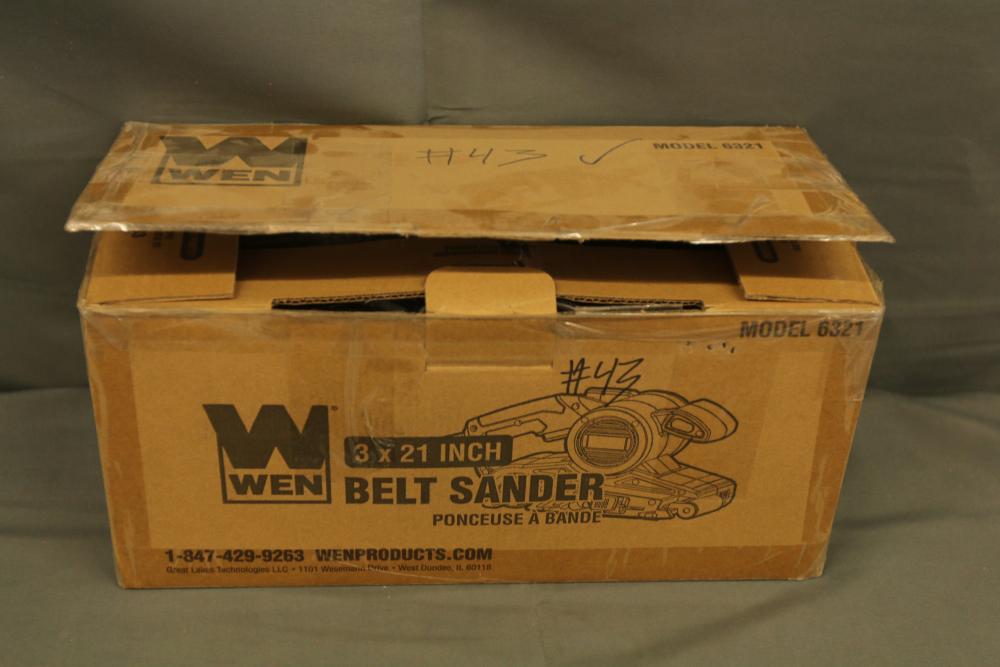 WEN
#43 ✓
MODEL 6321
MODEL 6321
#43
WEN
3 x 21 INCH
BELT SANDER
PONCEUSE À BANDE
1-847-429-9263 WENPRODUCTS.COM
Great Lakes Technologies LLC • 1101 Wesemann Drive • West Dundee, IL 60118